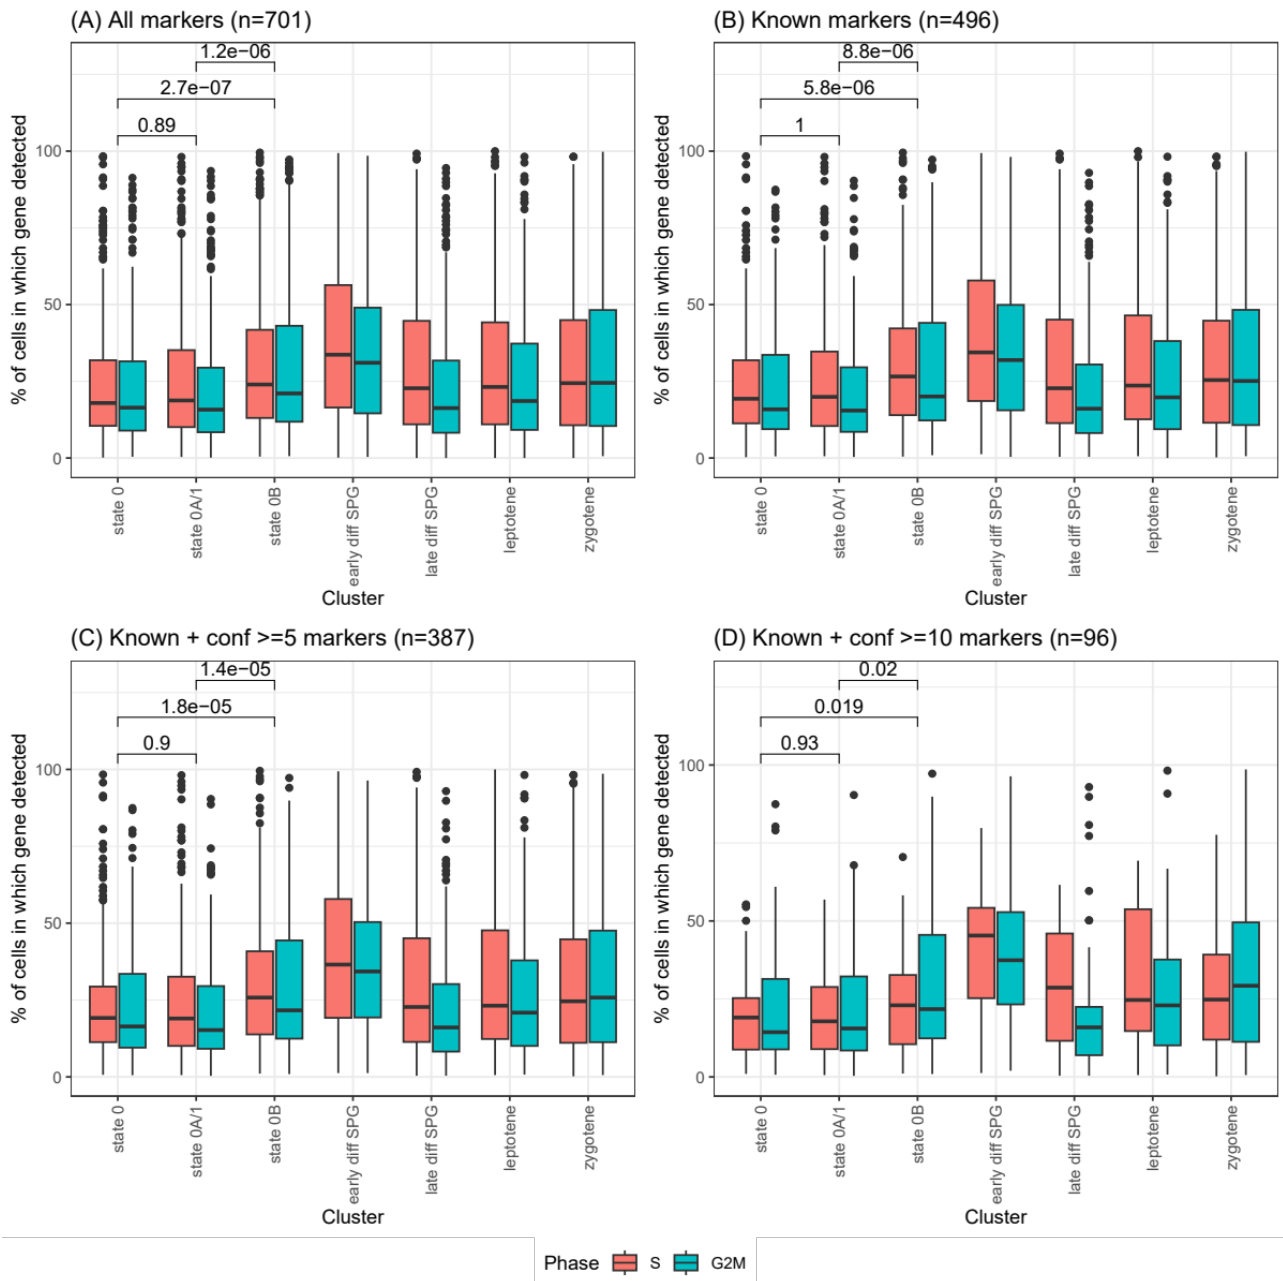 (A) All markers (n=701)
1.2e−06
2.7e−07
0.89
100
50
0
% of cells in which gene detected
state 0
state 0A/1
state 0B
early diff SPG
late diff SPG
leptotene
zygotene
Cluster
(B) Known markers (n=496)
8.8e−06
5.8e−06
1
100
50
0
% of cells in which gene detected
state 0
state 0A/1
state 0B
early diff SPG
late diff SPG
leptotene
zygotene
Cluster
(C) Known + conf >=5 markers (n=387)
1.4e−05
1.8e−05
0.9
100
50
0
% of cells in which gene detected
state 0
state 0A/1
state 0B
early diff SPG
late diff SPG
leptotene
zygotene
Cluster
(D) Known + conf >=10 markers (n=96)
0.02
0.019
0.93
100
50
0
% of cells in which gene detected
state 0
state 0A/1
state 0B
early diff SPG
late diff SPG
leptotene
zygotene
Cluster
Phase S G2M